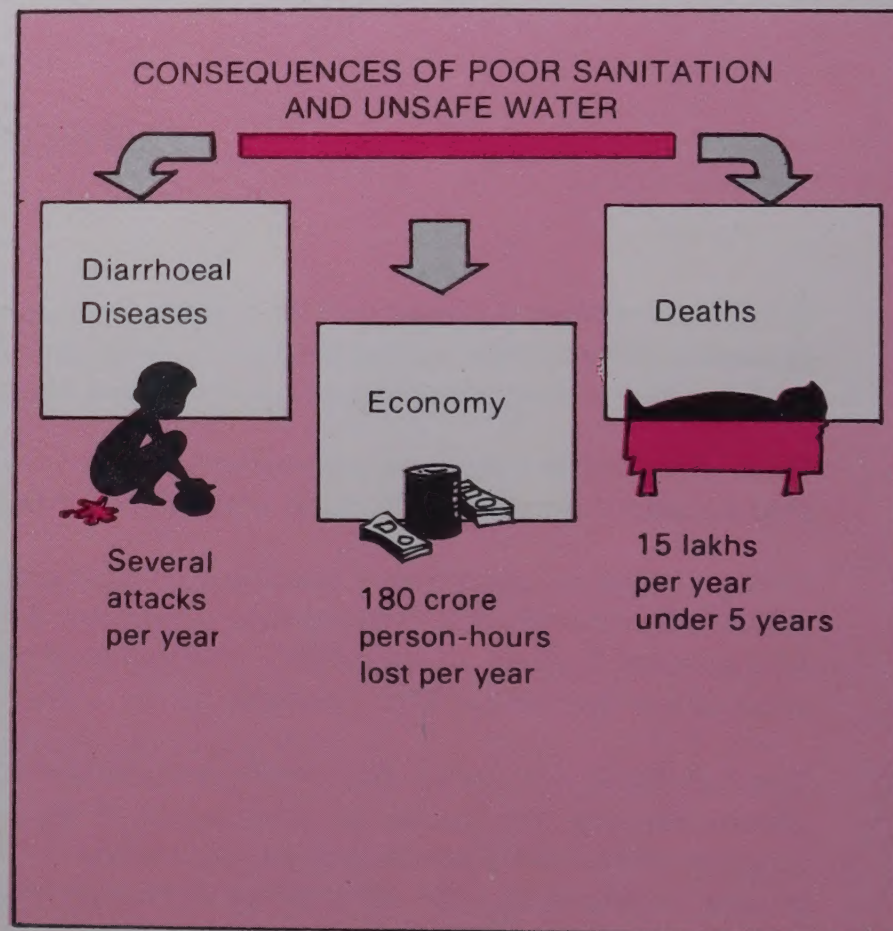 CONSEQUENCES OF POOR SANITATION
AND UNSAFE WATER
Diarrhoeal
Diseases
Several
attacks
per year
Economy
180 crore
person-hours
lost per year
Deaths
15 lakhs
per year
under 5 years